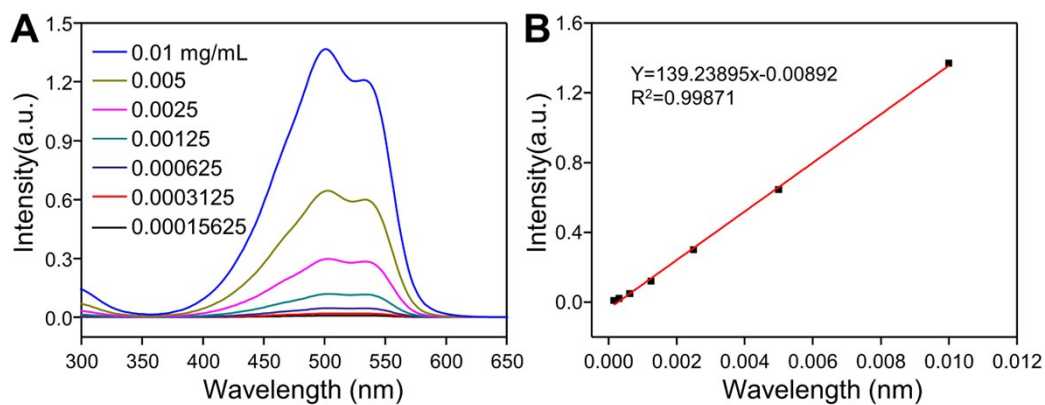 A
1.5
1.2
0.9
0.6
0.3
0.0
Intensity(a.u.)
0.01 mg/mL
0.005
0.0025
0.00125
0.000625
0.0003125
0.00015625
300 350 400 450 500 550 600 650
Wavelength (nm)
B
1.6
1.2
0.8
0.4
0.0
Intensity(a.u.)
Y=139.23895x-0.00892
R²=0.99871
0.000 0.002 0.004 0.006 0.008 0.010 0.012
Wavelength (nm)